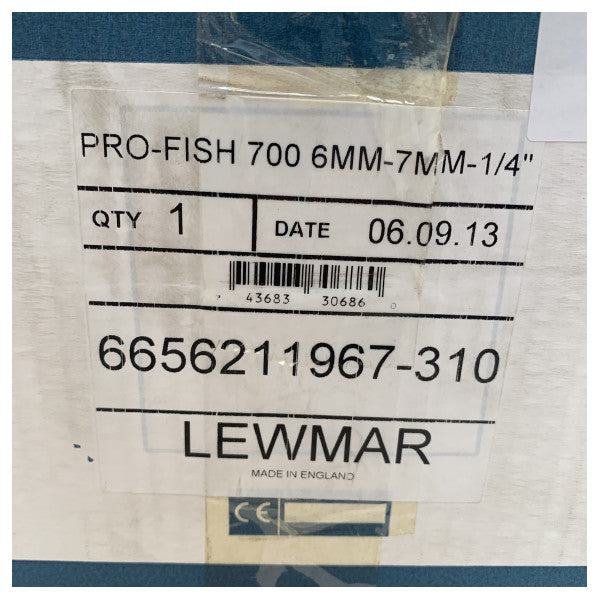 PRO-FISH 700 6MM-7MM-1/4"
QTY 1 DATE 06.09.13
43683 30686 0
6656211967-310
LEWMAR
MADE IN ENGLAND
CE